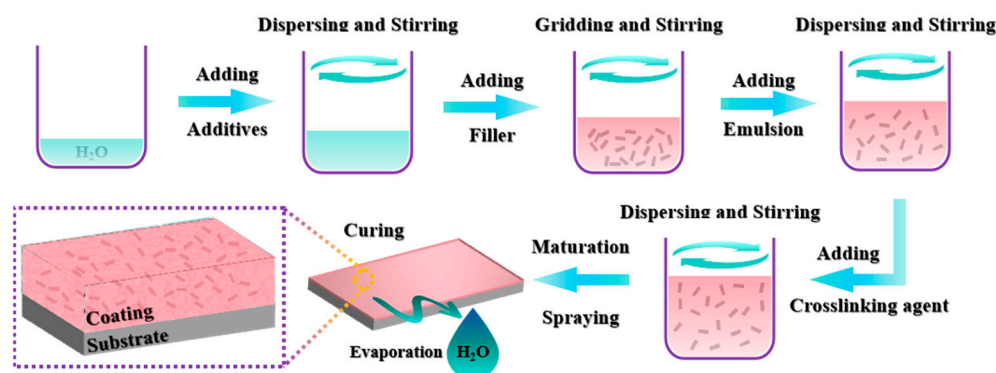 Dispersing and Stirring
Gridding and Stirring
Dispersing and Stirring
H₂O
Adding
Additives
Adding
Filler
Adding
Emulsion
Dispersing and Stirring
Adding
Crosslinking agent
Maturation
Spraying
Curing
Evaporation
H₂O
Coating
Substrate